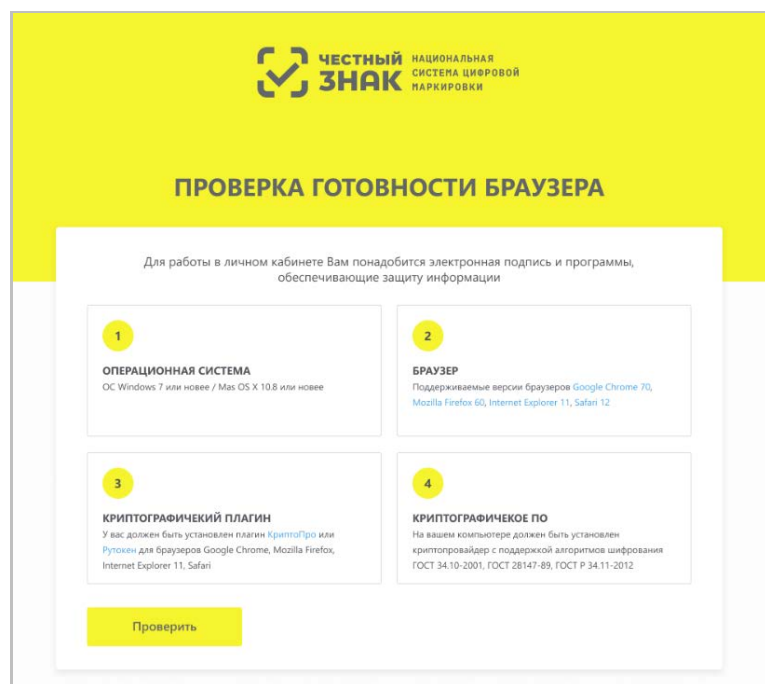 ЧЕСТНЫЙ
ЗНАК
НАЦИОНАЛЬНАЯ
СИСТЕМА ЦИФРОВОЙ
МАРКИРОВКИ
ПРОВЕРКА ГОТОВНОСТИ БРАУЗЕРА
Для работы в личном кабинете Вам понадобится электронная подпись и программы,
обеспечивающие защиту информации
1
ОПЕРАЦИОННАЯ СИСТЕМА
ОС Windows 7 или новее / Mas OS X 10.8 или новее
2
БРАУЗЕР
Поддерживаемые версии браузеров Google Chrome 70,
Mozilla Firefox 60, Internet Explorer 11, Safari 12
3
КРИПТОГРАФИЧЕКИЙ ПЛАГИН
У вас должен быть установлен плагин КриптоПро или
Рутокен для браузеров Google Chrome, Mozilla Firefox,
Internet Explorer 11, Safari
4
КРИПТОГРАФИЧЕКОЕ ПО
На вашем компьютере должен быть установлен
криптопровайдер с поддержкой алгоритмов шифрования
ГОСТ 34.10-2001, ГОСТ 28147-89, ГОСТ Р 34.11-2012
Проверить